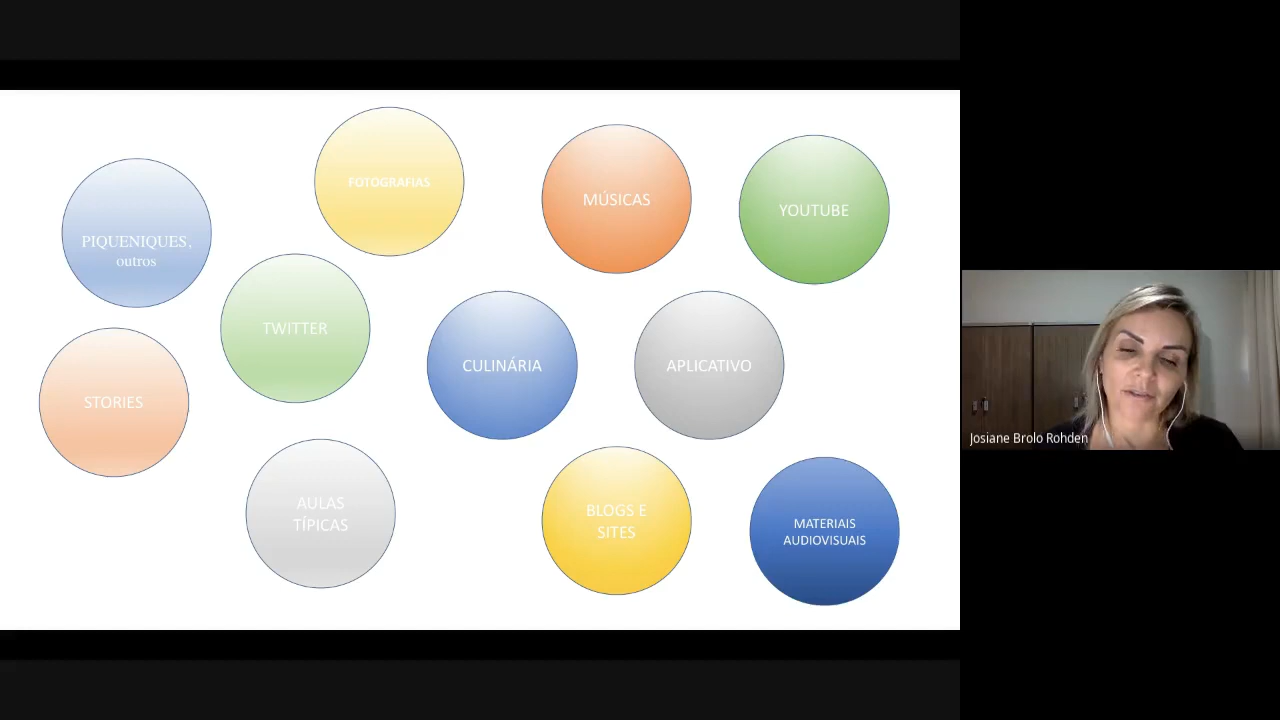 FOTOGRAFIAS
MÚSICAS
YOUTUBE
PIQUENIQUES,
outros
TWITTER
CULINÁRIA
APLICATIVO
STORIES
AULAS
TÍPICAS
BLOGS E
SITES
MATERIAIS
AUDIOVISUAIS
Josiane Brolo Rohden